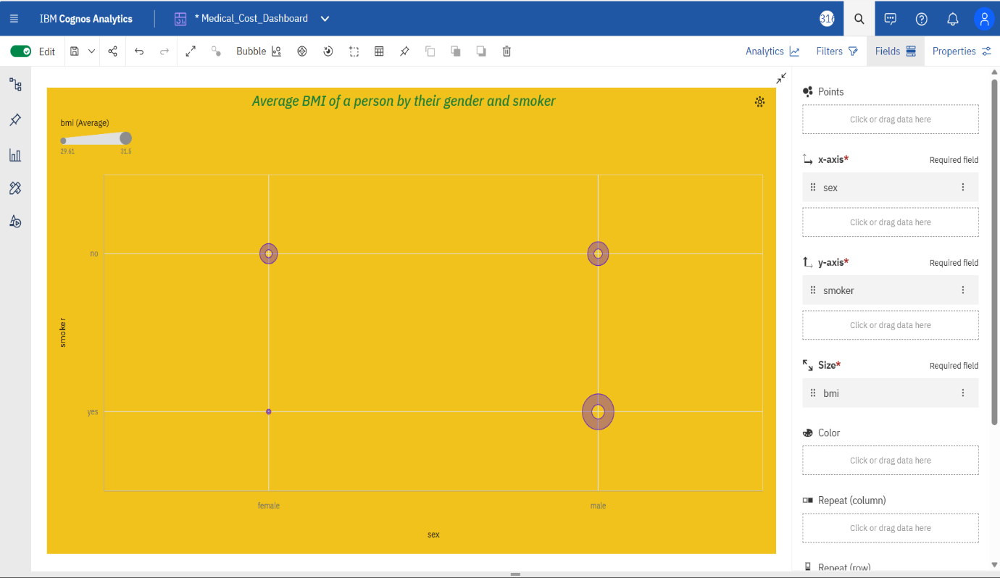 IBM Cognos Analytics
* Medical_Cost_Dashboard
316
Edit
Bubble
Analytics
Filters
Fields
Properties
Average BMI of a person by their gender and smoker
bmi (Average)
29.61
31.5
no
yes
smoker
female
male
sex
Points
Click or drag data here
x-axis*
Required field
sex
Click or drag data here
y-axis*
Required field
smoker
Click or drag data here
Size*
Required field
bmi
Color
Click or drag data here
Repeat (column)
Click or drag data here
Repeat (row)